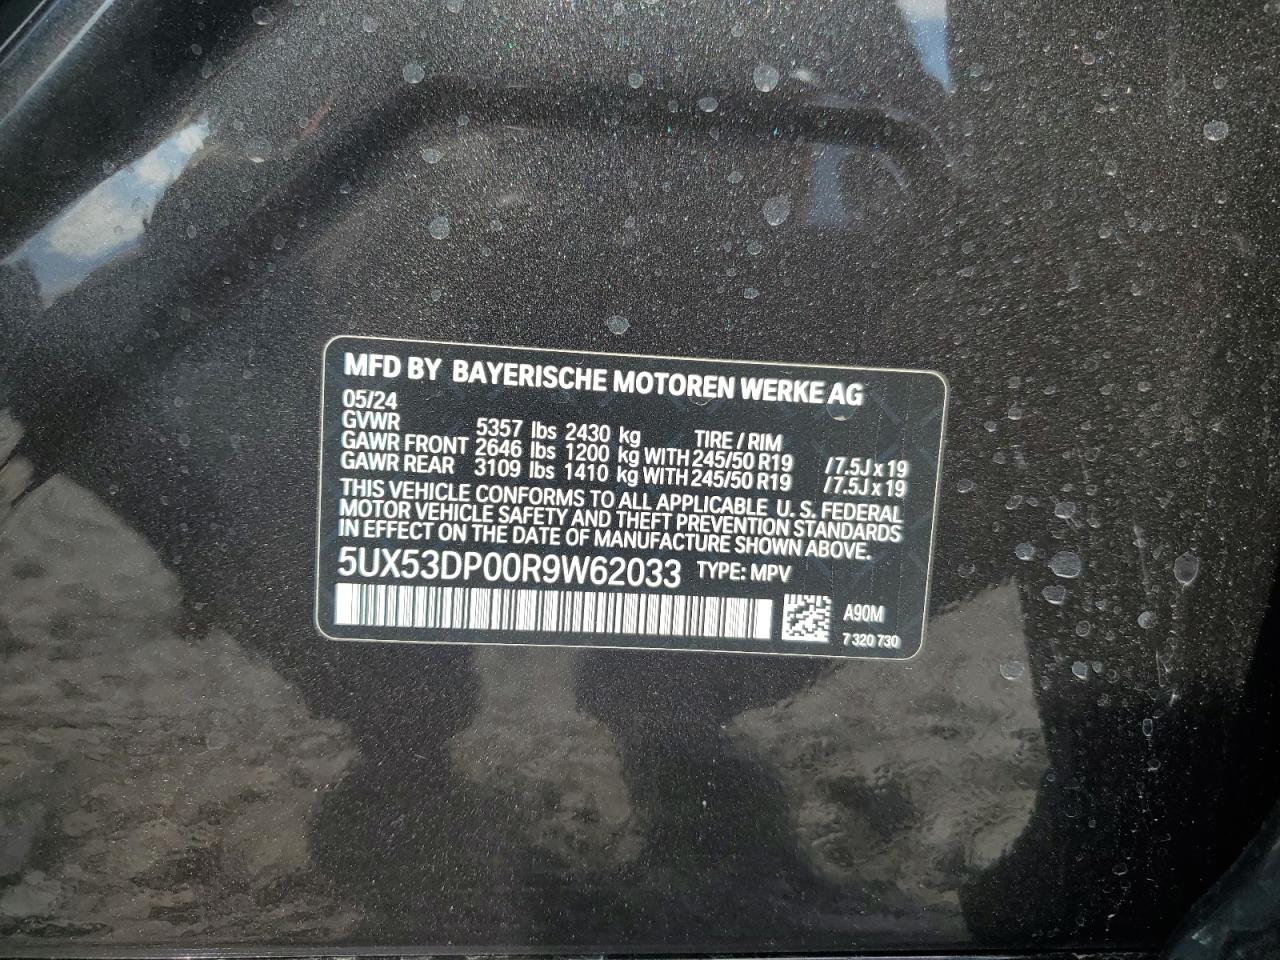 MFD BY BAYERISCHE MOTOREN WERKE AG
05/24
GVWR 5357 lbs 2430 kg TIRE / RIM
GAWR FRONT 2646 lbs 1200 kg WITH 245/50 R19 /7.5J x 19
GAWR REAR 3109 lbs 1410 kg WITH 245/50 R19 /7.5J x 19
THIS VEHICLE CONFORMS TO ALL APPLICABLE U. S. FEDERAL
MOTOR VEHICLE SAFETY AND THEFT PREVENTION STANDARDS
IN EFFECT ON THE DATE OF MANUFACTURE SHOWN ABOVE.
5UX53DP00R9W62033 TYPE: MPV
A90M
7 320 730